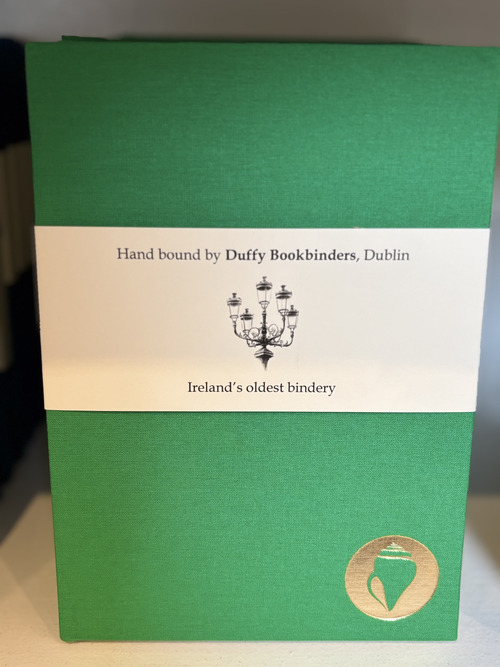 Hand bound by Duffy Bookbinders, Dublin
Ireland's oldest bindery